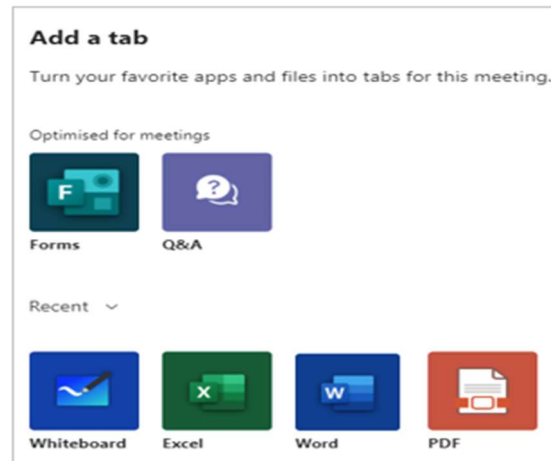 Add a tab
Turn your favorite apps and files into tabs for this meeting.
Optimised for meetings
F
Forms
?
Q&A
Recent
X
W
Whiteboard
Excel
Word
PDF